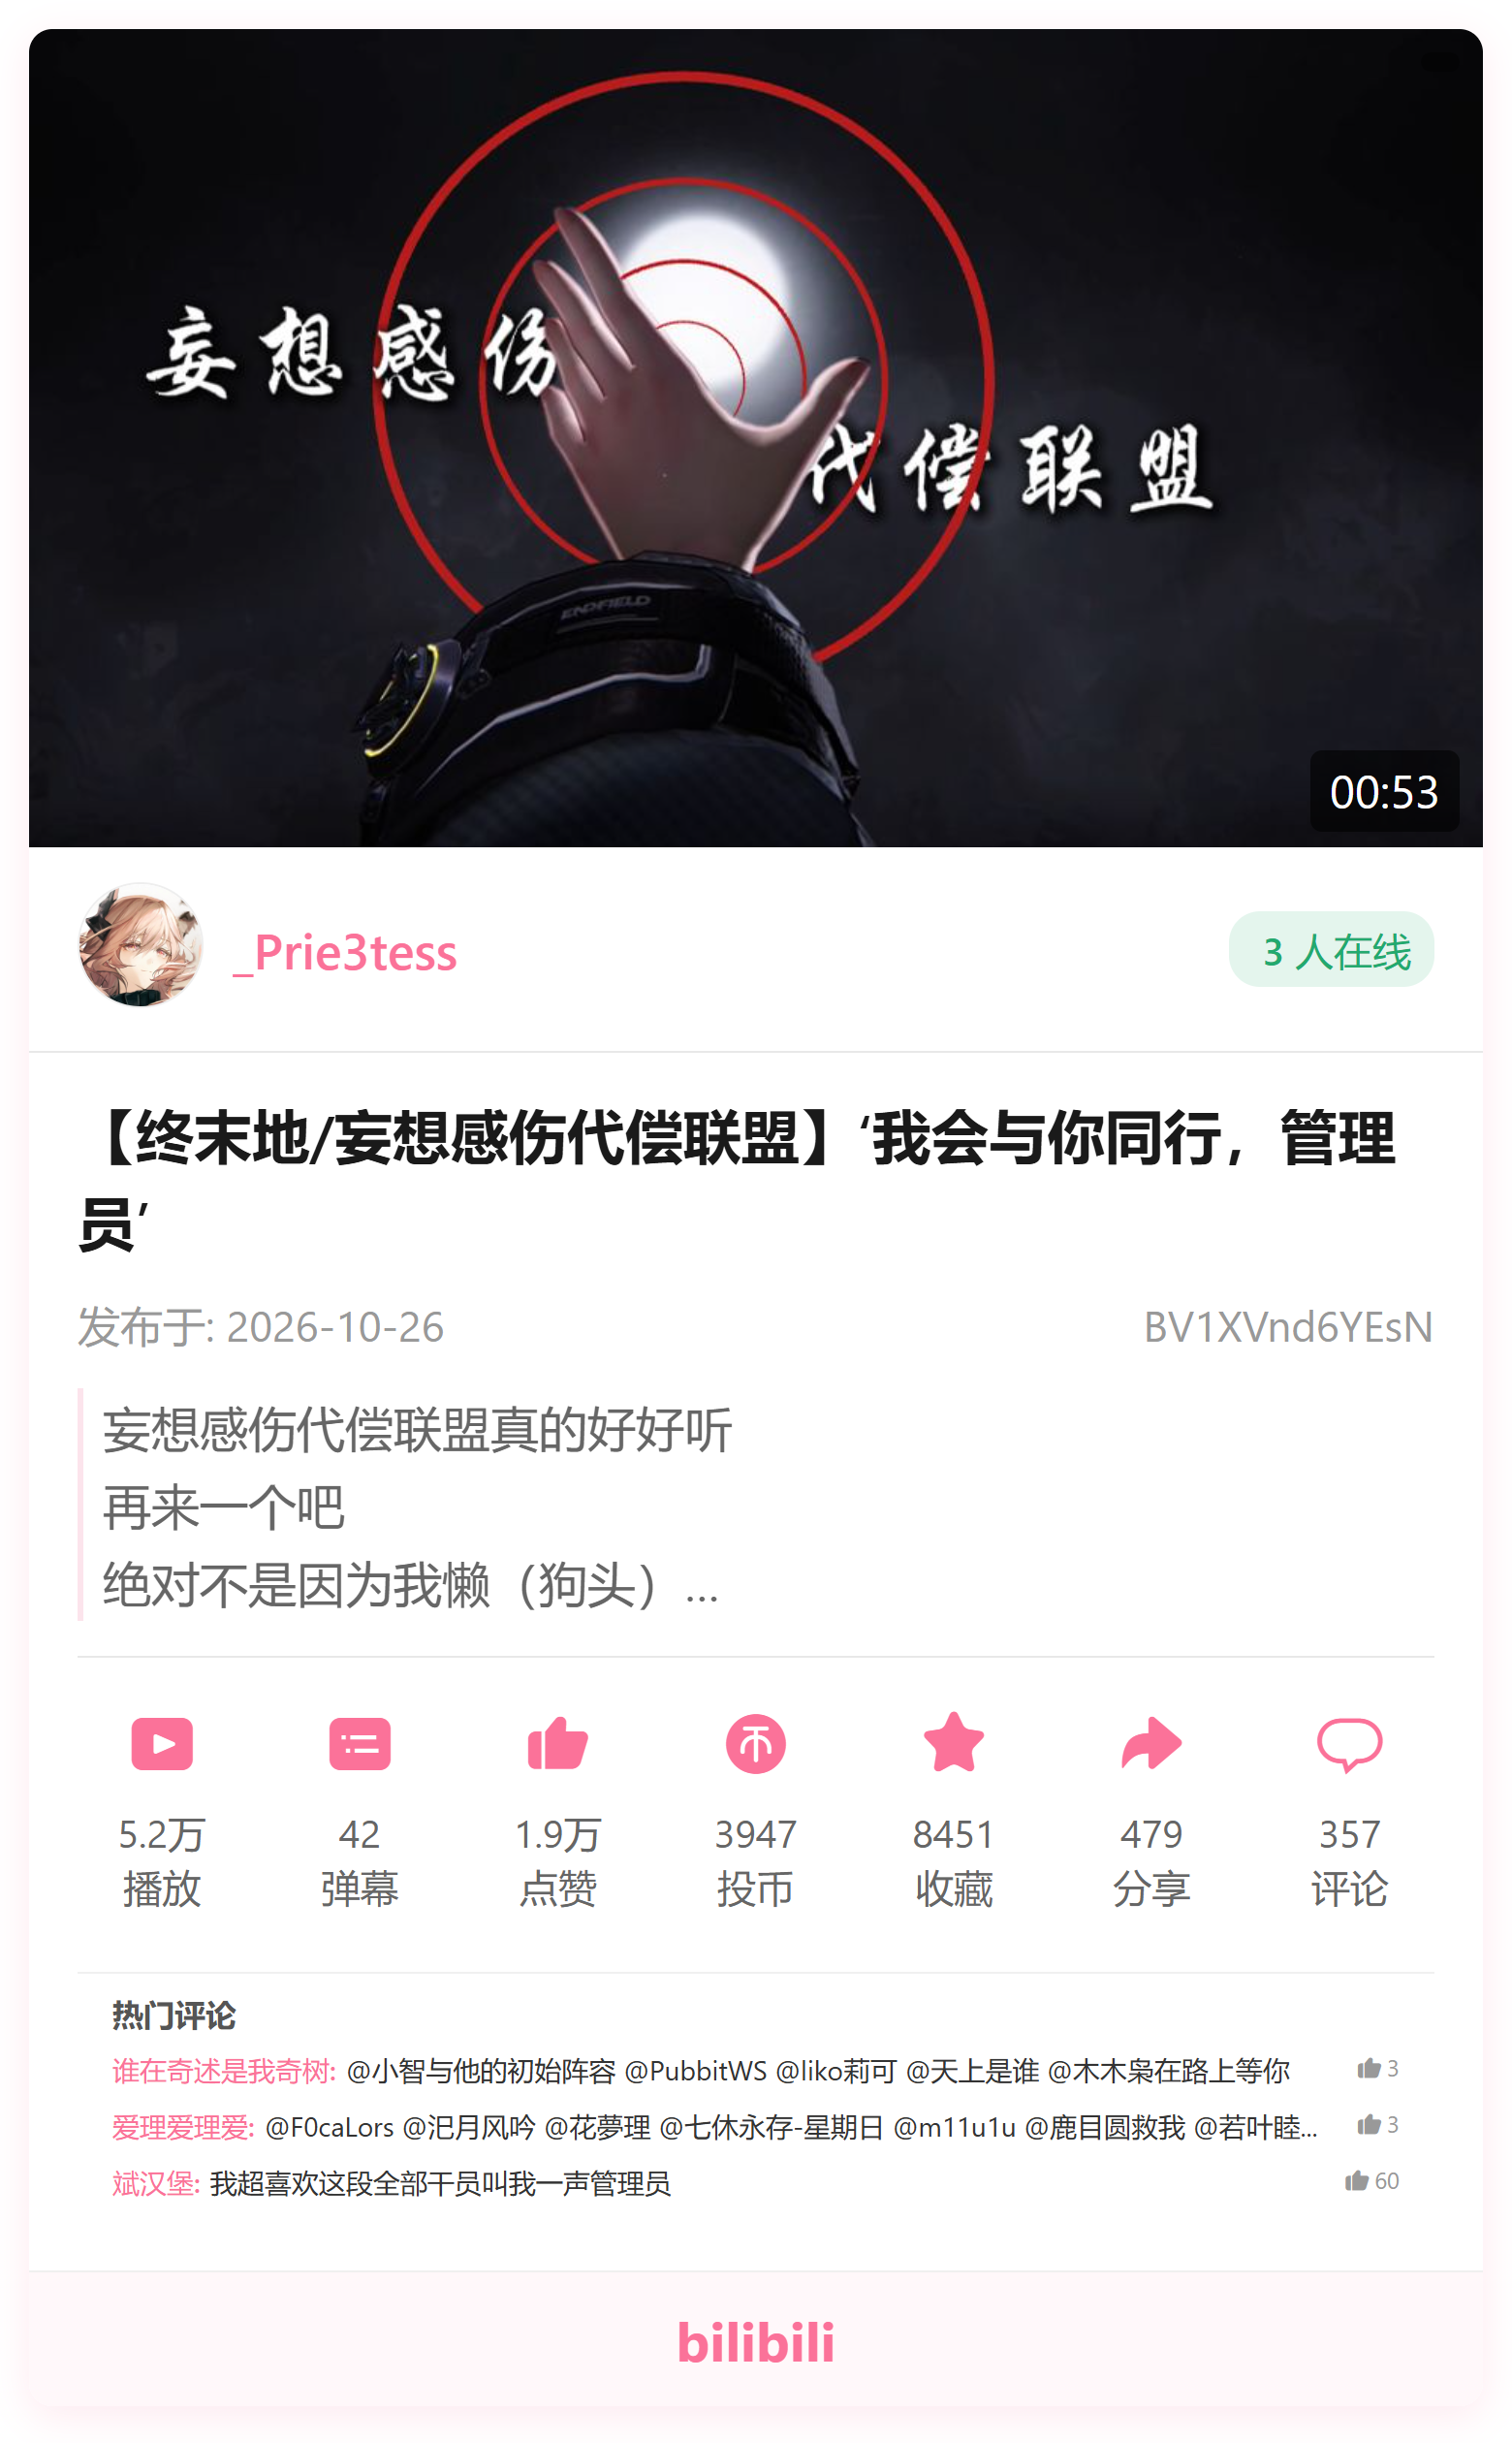 妄想感伤
代偿联盟
ENDFIELD
00:53
_Prie3tess
3 人在线
【终末地/妄想感伤代偿联盟】‘我会与你同行，管理
员’
发布于: 2026-10-26
BV1XVnd6YEsN
妄想感伤代偿联盟真的好好听
再来一个吧
绝对不是因为我懒（狗头）...
5.2万 42 1.9万 3947 8451 479 357
播放 弹幕 点赞 投币 收藏 分享 评论
热门评论
谁在奇述是我奇树: @小智与他的初始阵容 @PubbitWS @liko莉可 @天上是谁 @木木枭在路上等你 3
爱理爱理爱: @F0caLors @汜月风吟 @花夢理 @七休永存-星期日 @m11u1u @鹿目圆救我 @若叶睦... 3
斌汉堡: 我超喜欢这段全部干员叫我一声管理员 60
bilibili